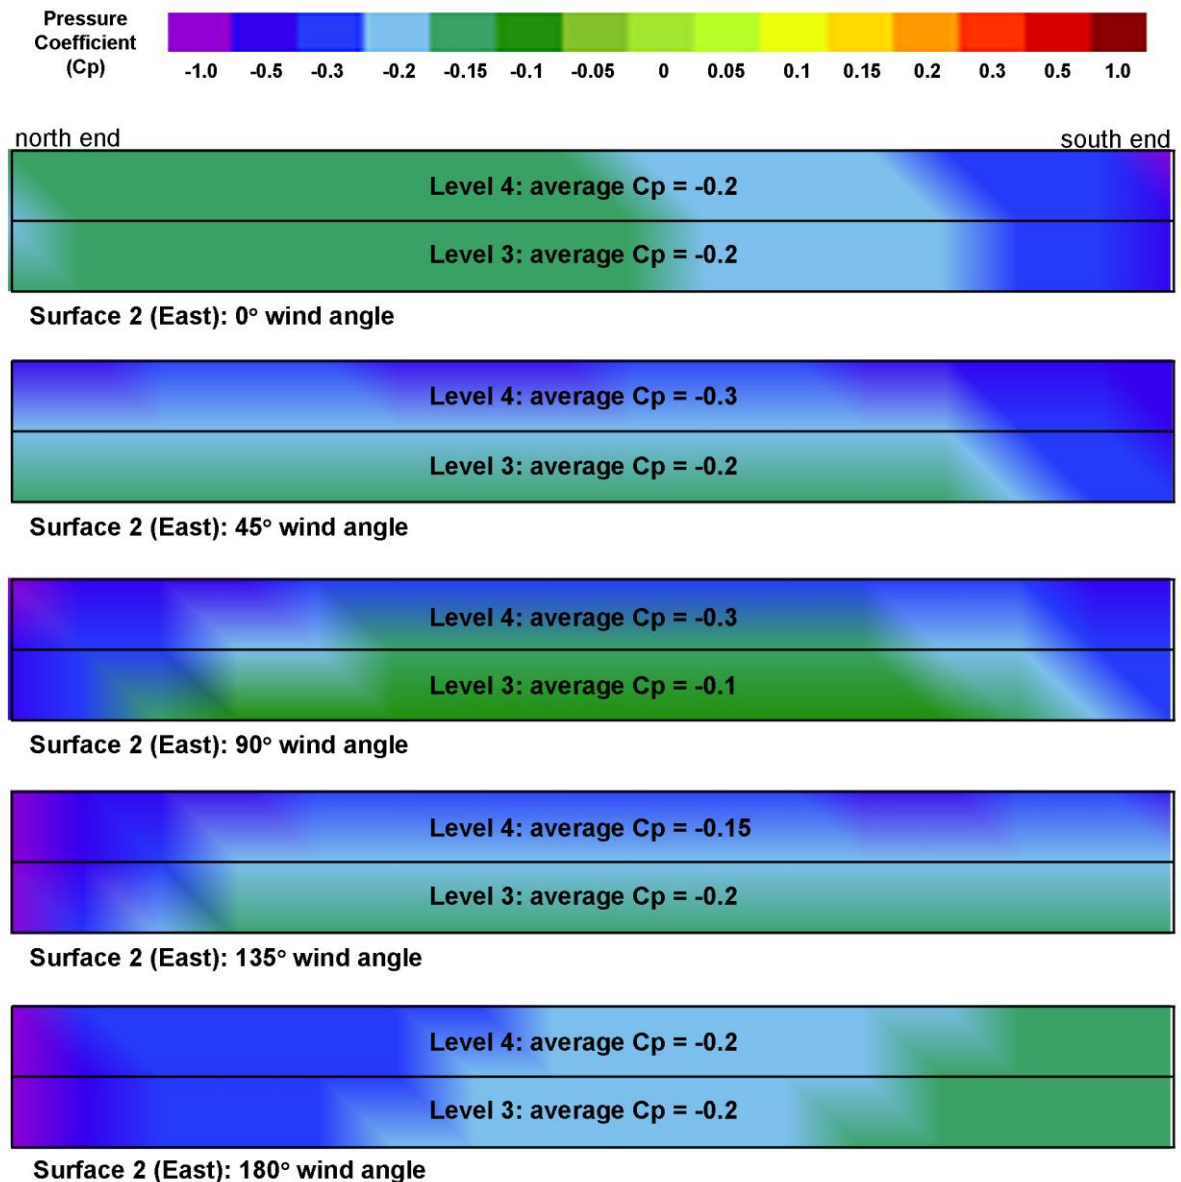 Pressure
Coefficient
(Cp)
-1.0 -0.5 -0.3 -0.2 -0.15 -0.1 -0.05 0 0.05 0.1 0.15 0.2 0.3 0.5 1.0
north end south end
Level 4: average Cp = -0.2
Level 3: average Cp = -0.2
Surface 2 (East): 0° wind angle
Level 4: average Cp = -0.3
Level 3: average Cp = -0.2
Surface 2 (East): 45° wind angle
Level 4: average Cp = -0.3
Level 3: average Cp = -0.1
Surface 2 (East): 90° wind angle
Level 4: average Cp = -0.15
Level 3: average Cp = -0.2
Surface 2 (East): 135° wind angle
Level 4: average Cp = -0.2
Level 3: average Cp = -0.2
Surface 2 (East): 180° wind angle